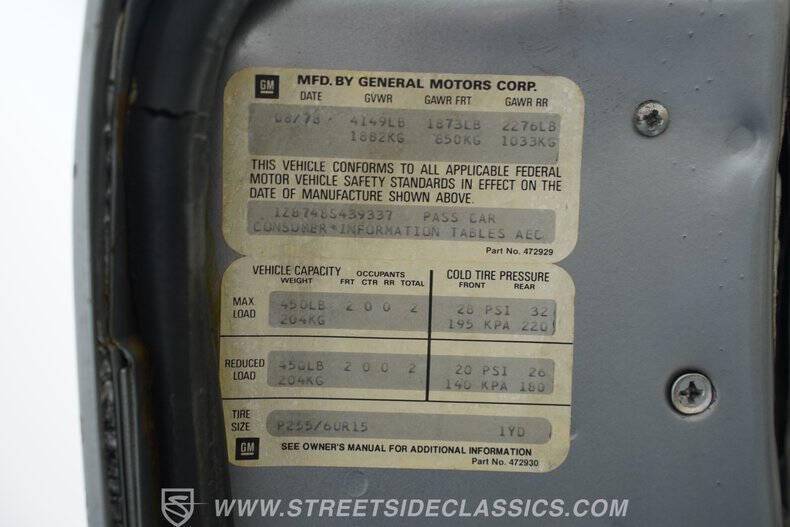 GM MFD. BY GENERAL MOTORS CORP.
DATE GVWR GAWR FRT GAWR RR
08/78 4149LB 1873LB 2276LB
1882KG 850KG 1033KG
THIS VEHICLE CONFORMS TO ALL APPLICABLE FEDERAL
MOTOR VEHICLE SAFETY STANDARDS IN EFFECT ON THE
DATE OF MANUFACTURE SHOWN ABOVE.
1Z8748S439337 PASS CAR
CONSUMER*INFORMATION TABLES AEC
Part No. 472929
VEHICLE CAPACITY OCCUPANTS COLD TIRE PRESSURE
WEIGHT FRT CTR RR TOTAL FRONT REAR
MAX LOAD 450LB 2 0 0 2 28 PSI 32
204KG 195 KPA 220
REDUCED LOAD 450LB 2 0 0 2 20 PSI 26
204KG 140 KPA 180
TIRE SIZE P255/60R15 1YD
GM SEE OWNER'S MANUAL FOR ADDITIONAL INFORMATION
Part No. 472930
WWW.STREETSIDECLASSICS.COM